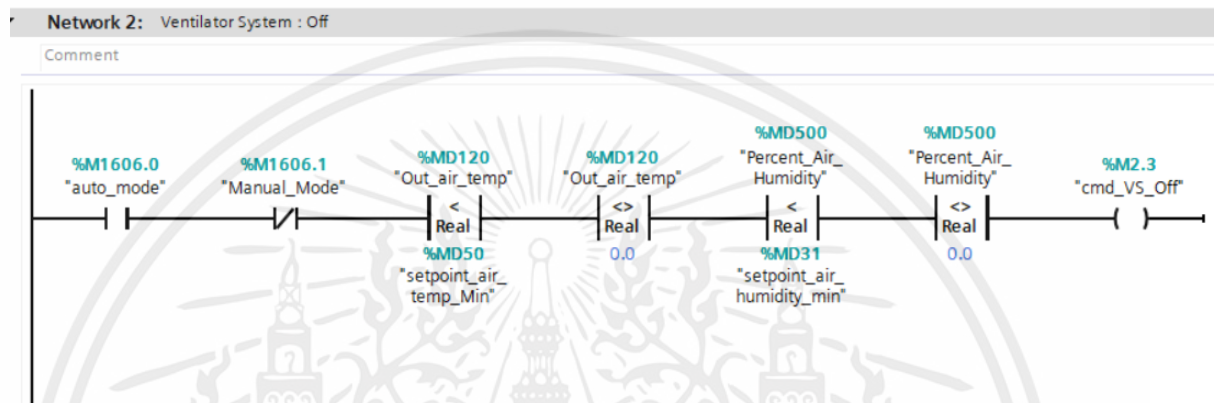 Network 2: Ventilator System : Off
Comment
%M1606.0
"auto_mode"
%M1606.1
"Manual_Mode"
%MD120
"Out_air_temp"
<
Real
%MD50
"setpoint_air_
temp_Min"
%MD120
"Out_air_temp"
<>
Real
0.0
%MD500
"Percent_Air_
Humidity"
<
Real
%MD31
"setpoint_air_
humidity_min"
%MD500
"Percent_Air_
Humidity"
<>
Real
0.0
%M2.3
"cmd_VS_Off"